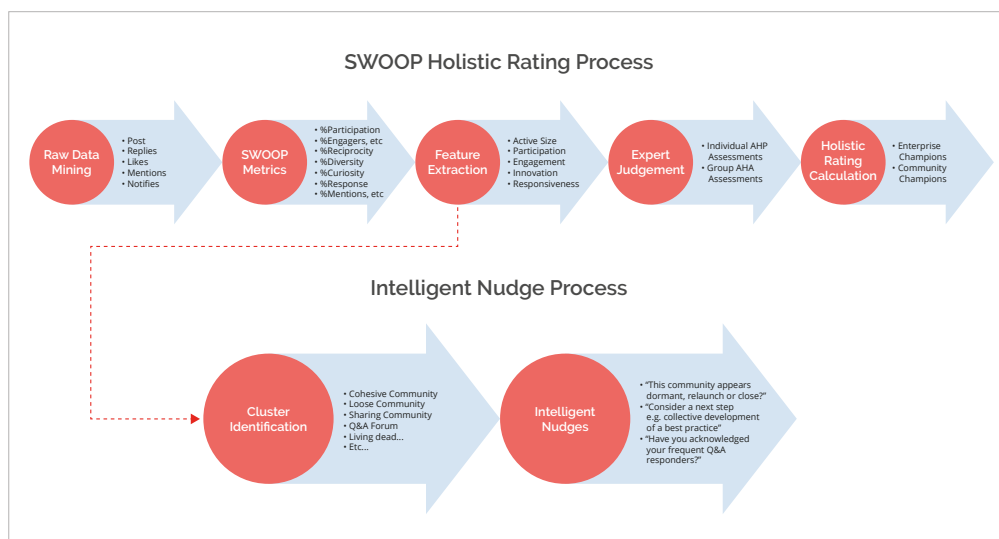 SWOOP Holistic Rating Process
Raw Data
Mining
• Post
• Replies
• Likes
• Mentions
• Notifies
SWOOP
Metrics
• %Participation
• %Engagers, etc
• %Reciprocity
• %Diversity
• %Curiosity
• %Response
• %Mentions, etc
Feature
Extraction
• Active Size
• Participation
• Engagement
• Innovation
• Responsiveness
Expert
Judgement
• Individual AHP
Assessments
• Group AHA
Assessments
Holistic
Rating
Calculation
• Enterprise
Champions
• Community
Champions
Intelligent Nudge Process
Cluster
Identification
• Cohesive Community
• Loose Community
• Sharing Community
• Q&A Forum
• Living dead...
• Etc...
Intelligent
Nudges
• “This community appears
dormant, relaunch or close?”
• “Consider a next step
e.g. collective development
of a best practice”
• “Have you acknowledged
your frequent Q&A
responders?”